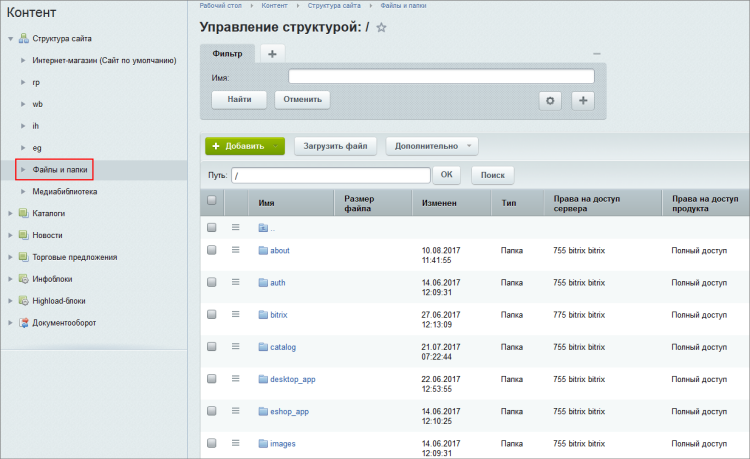 Контент
Структура сайта
Интернет-магазин (Сайт по умолчанию)
rp
wb
ih
eg
Файлы и папки
Медиабиблиотека
Каталоги
Новости
Торговые предложения
Инфоблоки
Highload-блоки
Документооборот
Рабочий стол Контент Структура сайта Файлы и папки
Управление структурой: /
Фильтр
Имя:
Найти Отменить
Добавить Загрузить файл Дополнительно
Путь: / OK Поиск
Имя Размер файла Изменен Тип Права на доступ сервера Права на доступ продукта
..
about 10.08.2017 11:41:55 Папка 755 bitrix bitrix Полный доступ
auth 14.06.2017 12:09:31 Папка 755 bitrix bitrix Полный доступ
bitrix 27.06.2017 12:13:09 Папка 775 bitrix bitrix Полный доступ
catalog 21.07.2017 07:22:44 Папка 755 bitrix bitrix Полный доступ
desktop_app 22.06.2017 12:53:55 Папка 755 bitrix bitrix Полный доступ
eshop_app 14.06.2017 12:10:25 Папка 755 bitrix bitrix Полный доступ
images 14.06.2017 12:09:31 Папка 755 bitrix bitrix Полный доступ